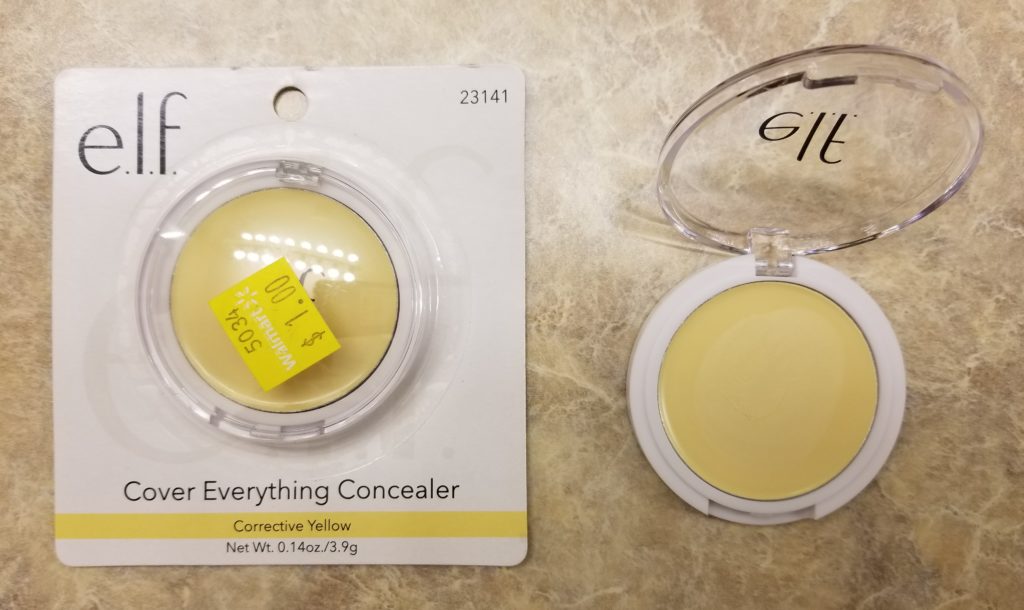 e.l.f.
23141
5034
Walmart
$1.00
Cover Everything Concealer
Corrective Yellow
Net Wt. 0.14oz./3.9g
e.l.f.